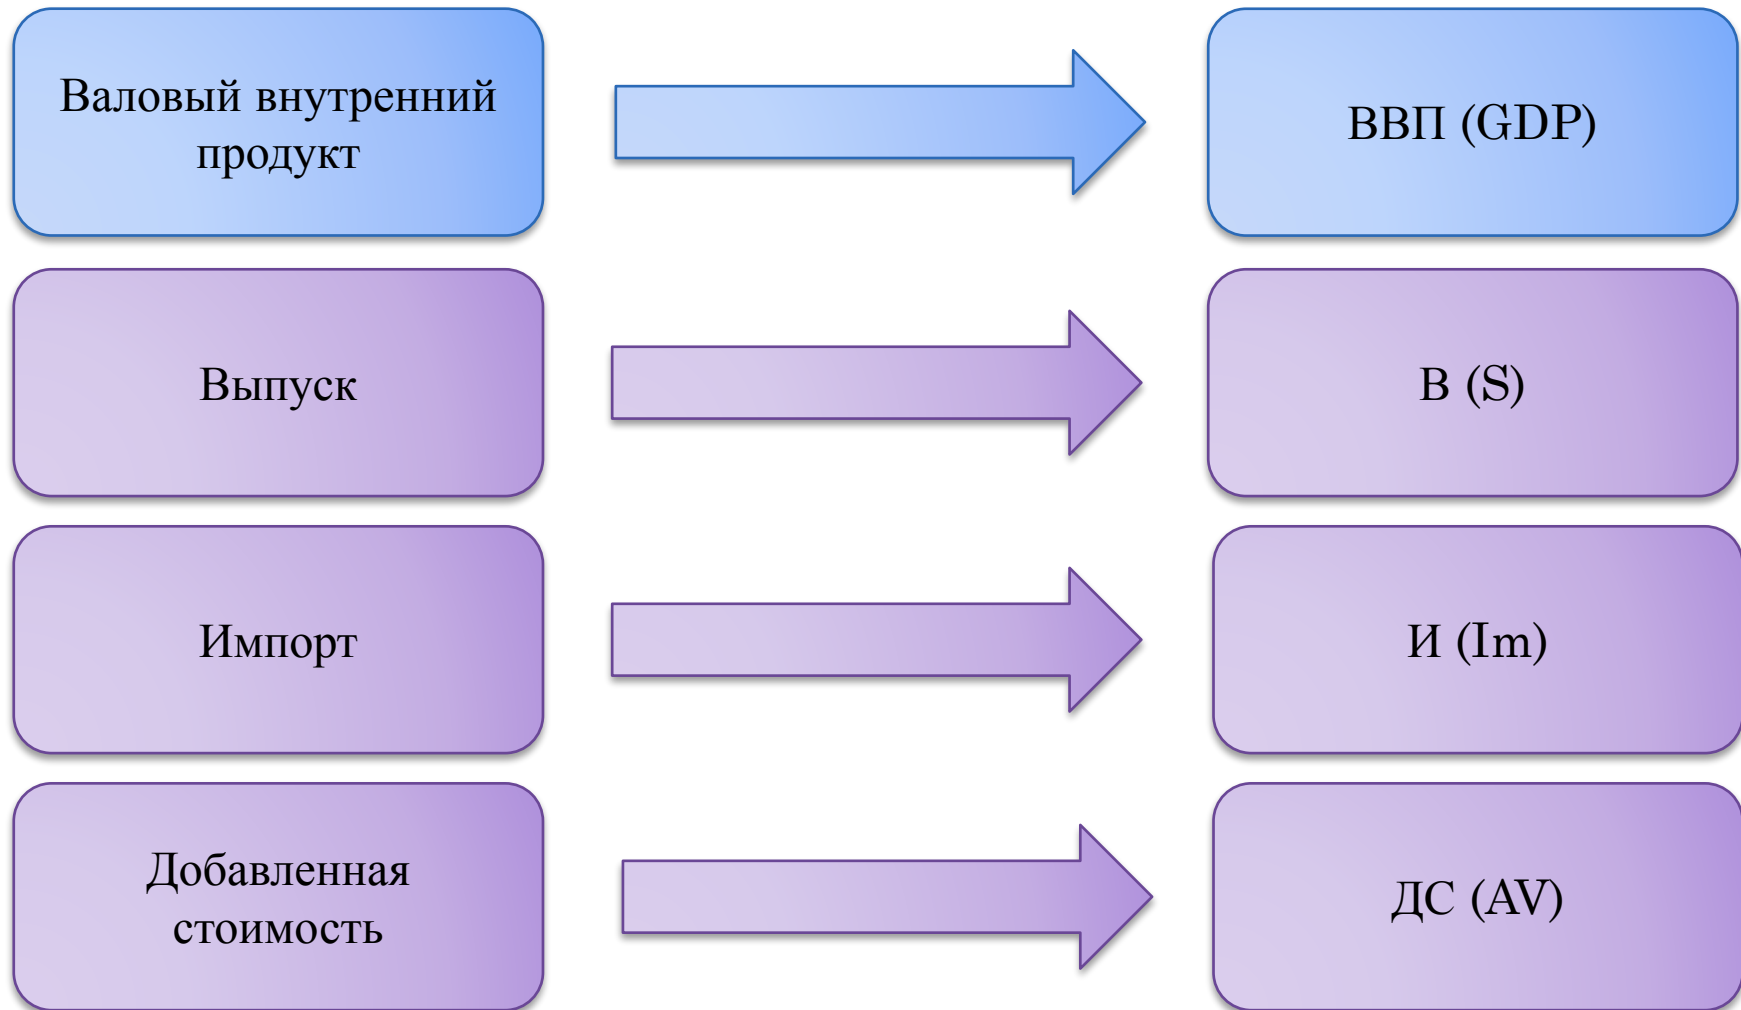 Валовый внутренний
продукт
ВВП (GDP)
Выпуск
В (S)
Импорт
И (Im)
Добавленная
стоимость
ДС (AV)